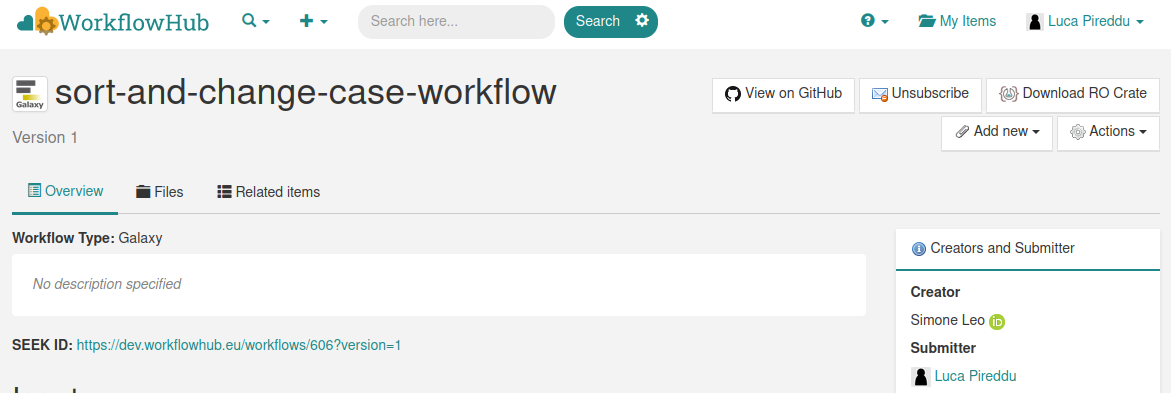 WorkflowHub
Search here...
Search
My Items
Luca Pireddu
Galaxy
sort-and-change-case-workflow
View on GitHub
Unsubscribe
Download RO Crate
Version 1
Add new
Actions
Overview
Files
Related items
Workflow Type: Galaxy
No description specified
SEEK ID: https://dev.workflowhub.eu/workflows/606?version=1
Creators and Submitter
Creator
Simone Leo iD
Submitter
Luca Pireddu